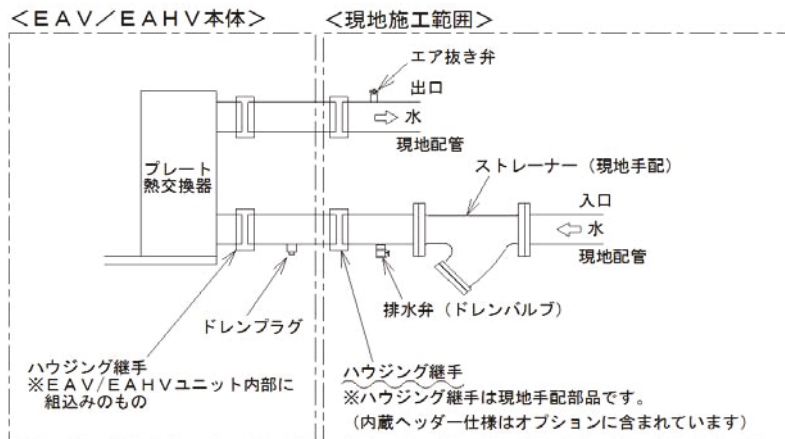 ＜ＥＡＶ／ＥＡＨＶ本体＞
＜現地施工範囲＞
エア抜き弁
出口
水
現地配管
プレート
熱交換器
ストレーナー（現地手配）
入口
水
現地配管
ドレンプラグ
排水弁（ドレンバルブ）
ハウジング継手
※ＥＡＶ/ＥＡＨＶユニット内部に
組込みのもの
ハウジング継手
※ハウジング継手は現地手配部品です。
（内蔵ヘッダー仕様はオプションに含まれています）